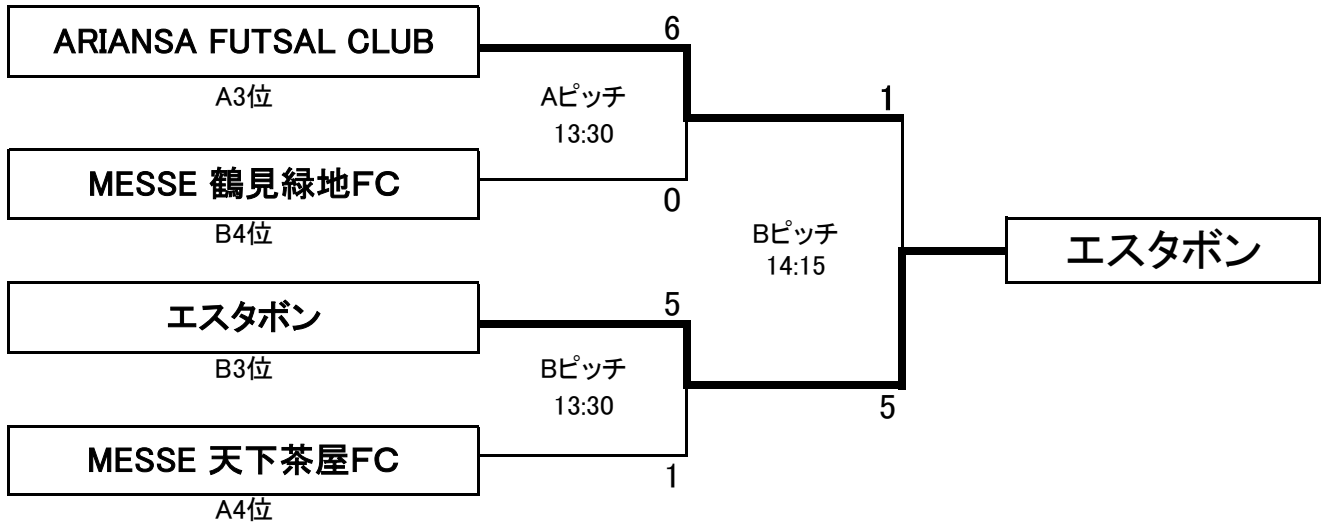 ARIANSA FUTSAL CLUB
A3位
6
Aピッチ
13:30
1
MESSE 鶴見緑地FC
B4位
0
Bピッチ
14:15
エスタボン
エスタボン
B3位
5
Bピッチ
13:30
5
MESSE 天下茶屋FC
A4位
1